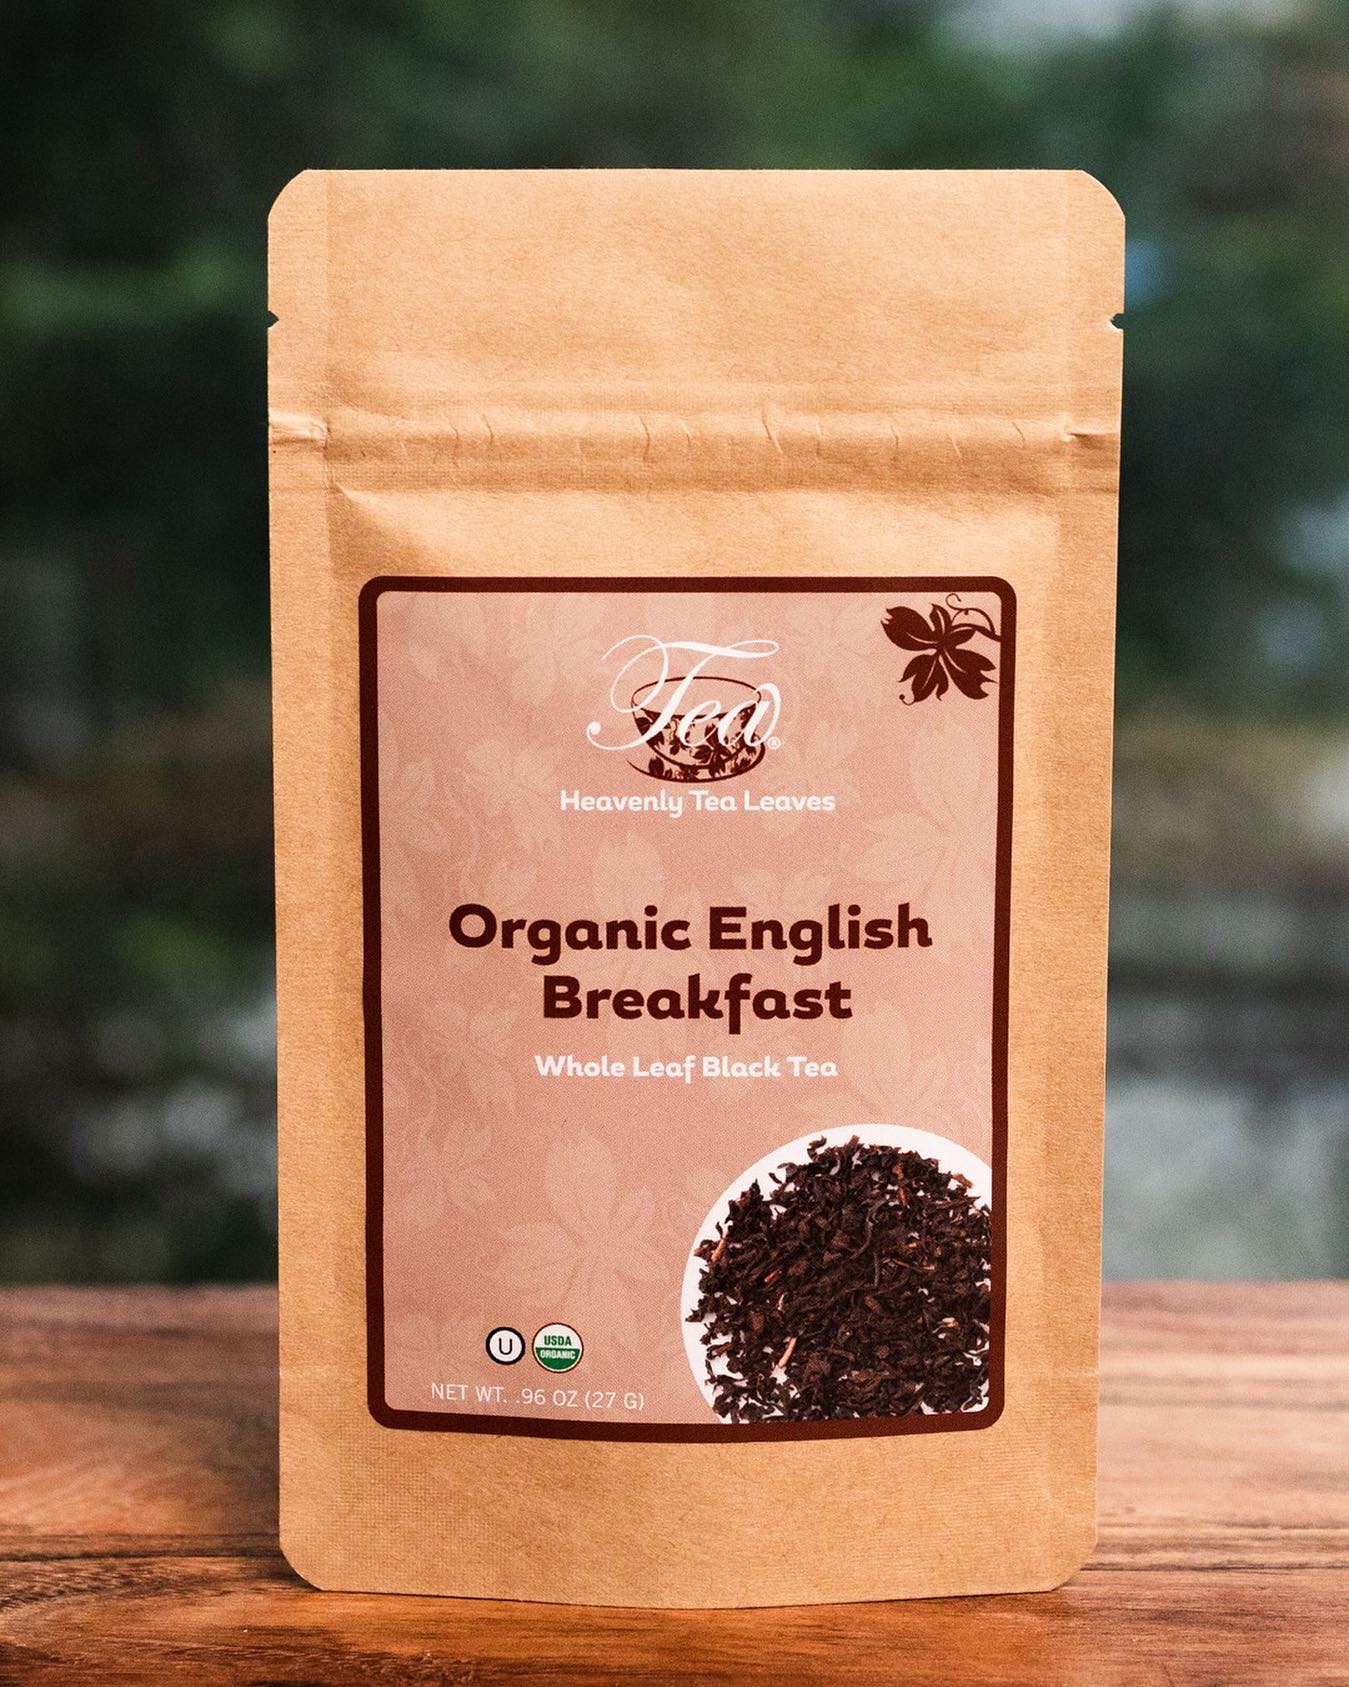 Tea®
Heavenly Tea Leaves
Organic English
Breakfast
Whole Leaf Black Tea
U
USDA
ORGANIC
NET WT. .96 OZ (27 G)